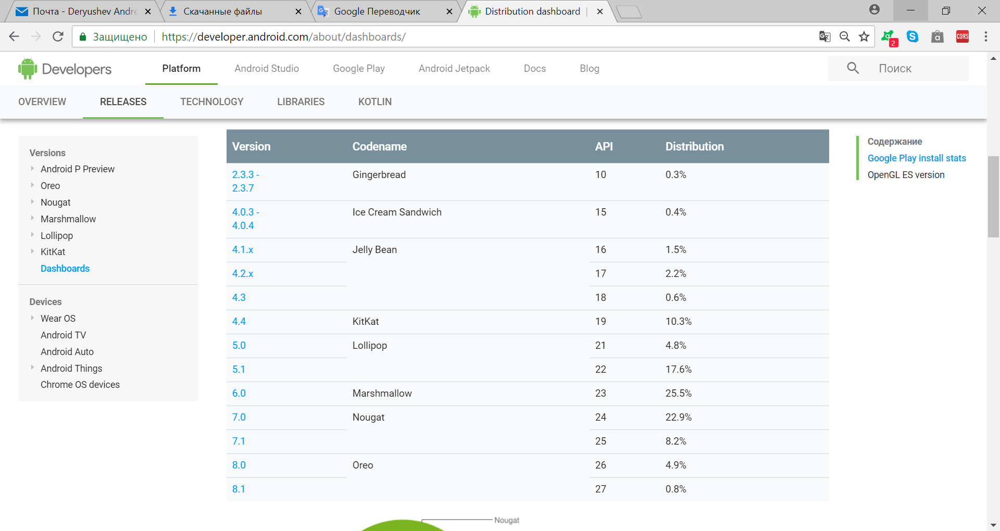 Почта - Deryushev Andre
Скачанные файлы
Google Переводчик
Distribution dashboard |
Защищено
https://developer.android.com/about/dashboards/
2
CORS
Developers
Platform
Android Studio
Google Play
Android Jetpack
Docs
Blog
Поиск
OVERVIEW
RELEASES
TECHNOLOGY
LIBRARIES
KOTLIN
Versions
Android P Preview
Oreo
Nougat
Marshmallow
Lollipop
KitKat
Dashboards
Devices
Wear OS
Android TV
Android Auto
Android Things
Chrome OS devices
Version Codename API Distribution
2.3.3 - Gingerbread 10 0.3%
2.3.7
4.0.3 - Ice Cream Sandwich 15 0.4%
4.0.4
4.1.x Jelly Bean 16 1.5%
4.2.x 17 2.2%
4.3 18 0.6%
4.4 KitKat 19 10.3%
5.0 Lollipop 21 4.8%
5.1 22 17.6%
6.0 Marshmallow 23 25.5%
7.0 Nougat 24 22.9%
7.1 25 8.2%
8.0 Oreo 26 4.9%
8.1 27 0.8%
Nougat
Содержание
Google Play install stats
OpenGL ES version